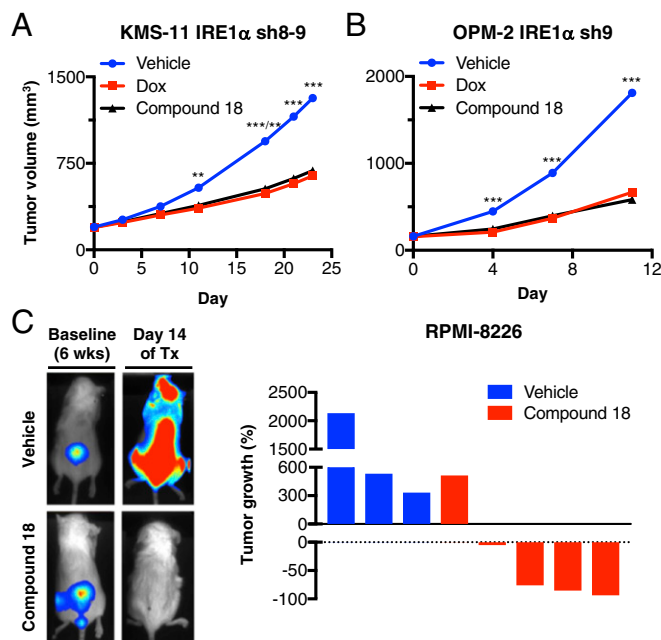 A
KMS-11 IRE1α sh8-9
Vehicle
Dox
Compound 18
Tumor volume (mm³)
1500
750
0
**
***/**
***
***
0 5 10 15 20 25
Day
B
OPM-2 IRE1α sh9
Vehicle
Dox
Compound 18
2000
1000
0
***
***
***
0 4 8 12
Day
C
Baseline
(6 wks)
Day 14
of Tx
Vehicle
Compound 18
RPMI-8226
Vehicle
Compound 18
Tumor growth (%)
2500
2000
1500
600
300
0
0
-50
-100